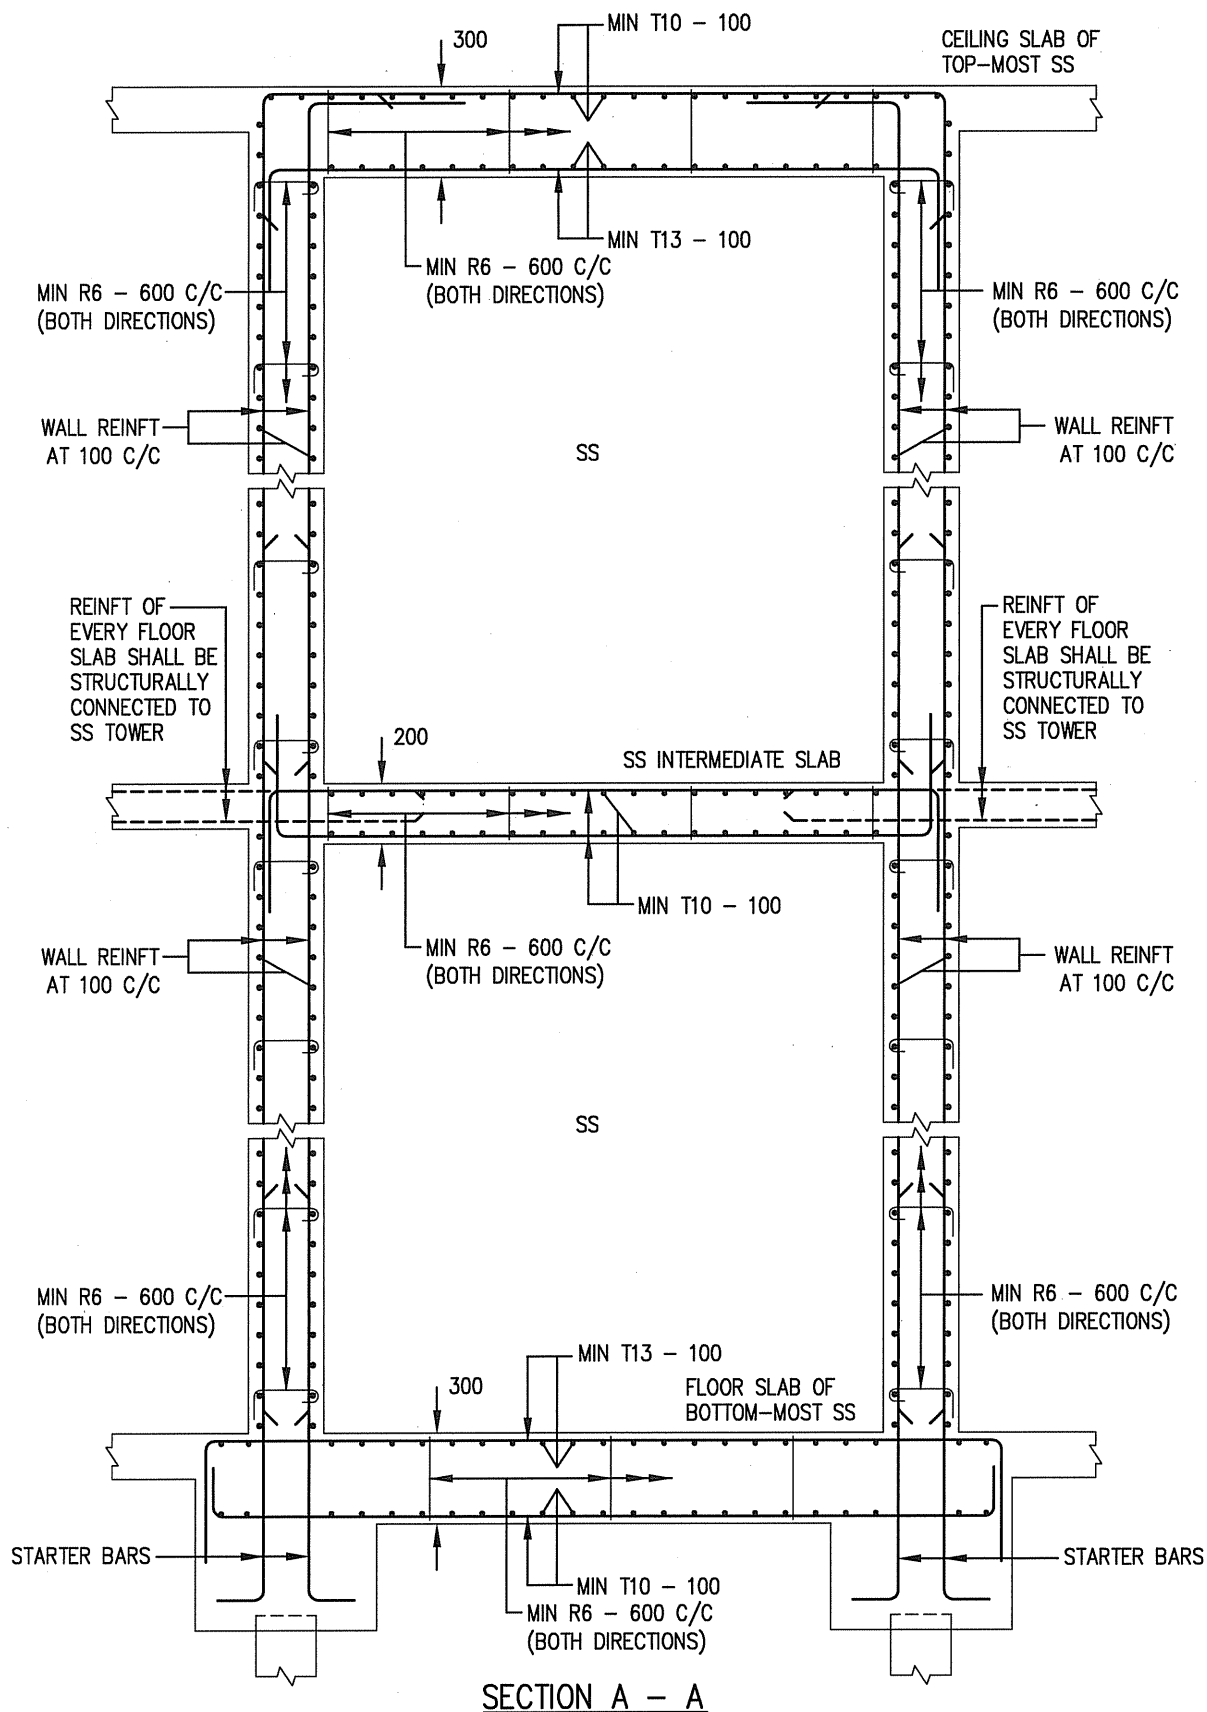 MIN T10 – 100
300
CEILING SLAB OF
TOP–MOST SS
MIN T13 – 100
MIN R6 – 600 C/C
(BOTH DIRECTIONS)
MIN R6 – 600 C/C
(BOTH DIRECTIONS)
MIN R6 – 600 C/C
(BOTH DIRECTIONS)
WALL REINFT
AT 100 C/C
SS
WALL REINFT
AT 100 C/C
REINFT OF
EVERY FLOOR
SLAB SHALL BE
STRUCTURALLY
CONNECTED TO
SS TOWER
REINFT OF
EVERY FLOOR
SLAB SHALL BE
STRUCTURALLY
CONNECTED TO
SS TOWER
200
SS INTERMEDIATE SLAB
MIN T10 – 100
WALL REINFT
AT 100 C/C
MIN R6 – 600 C/C
(BOTH DIRECTIONS)
WALL REINFT
AT 100 C/C
SS
MIN R6 – 600 C/C
(BOTH DIRECTIONS)
MIN R6 – 600 C/C
(BOTH DIRECTIONS)
MIN T13 – 100
300
FLOOR SLAB OF
BOTTOM–MOST SS
STARTER BARS
STARTER BARS
MIN T10 – 100
MIN R6 – 600 C/C
(BOTH DIRECTIONS)
SECTION A – A